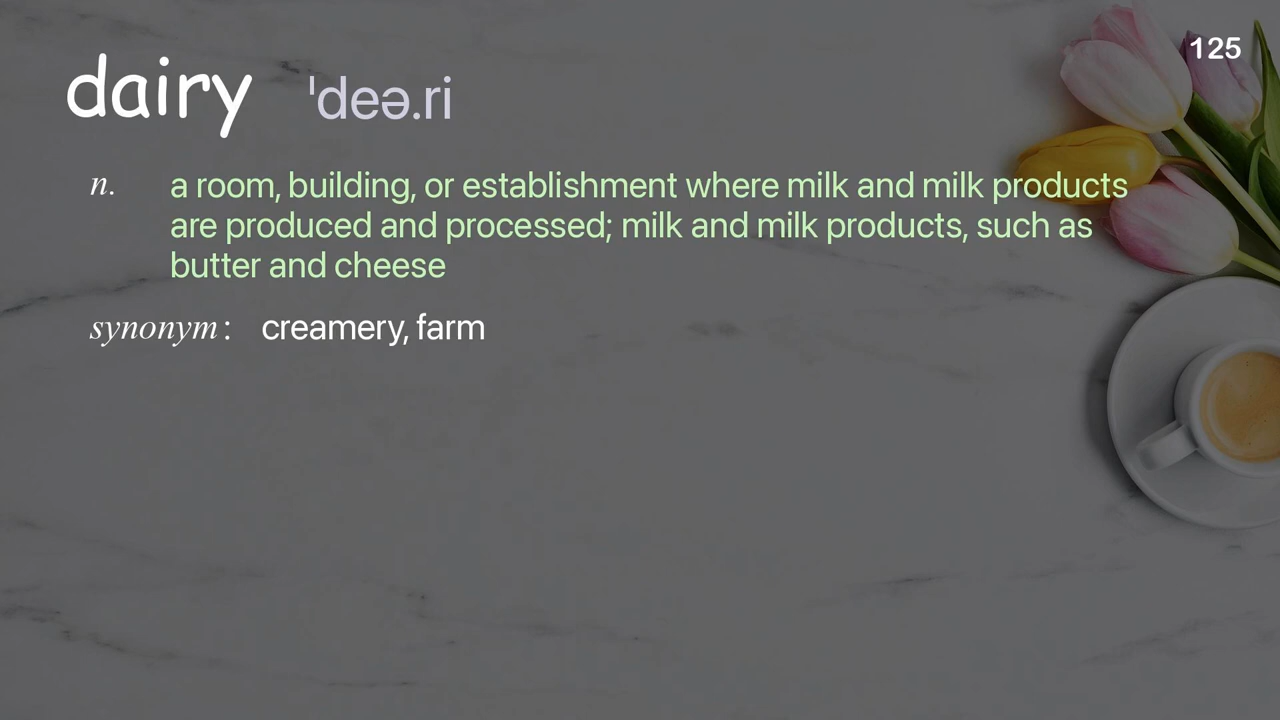 125
dairy ˈdeə.ri
n. a room, building, or establishment where milk and milk products
are produced and processed; milk and milk products, such as
butter and cheese
synonym: creamery, farm